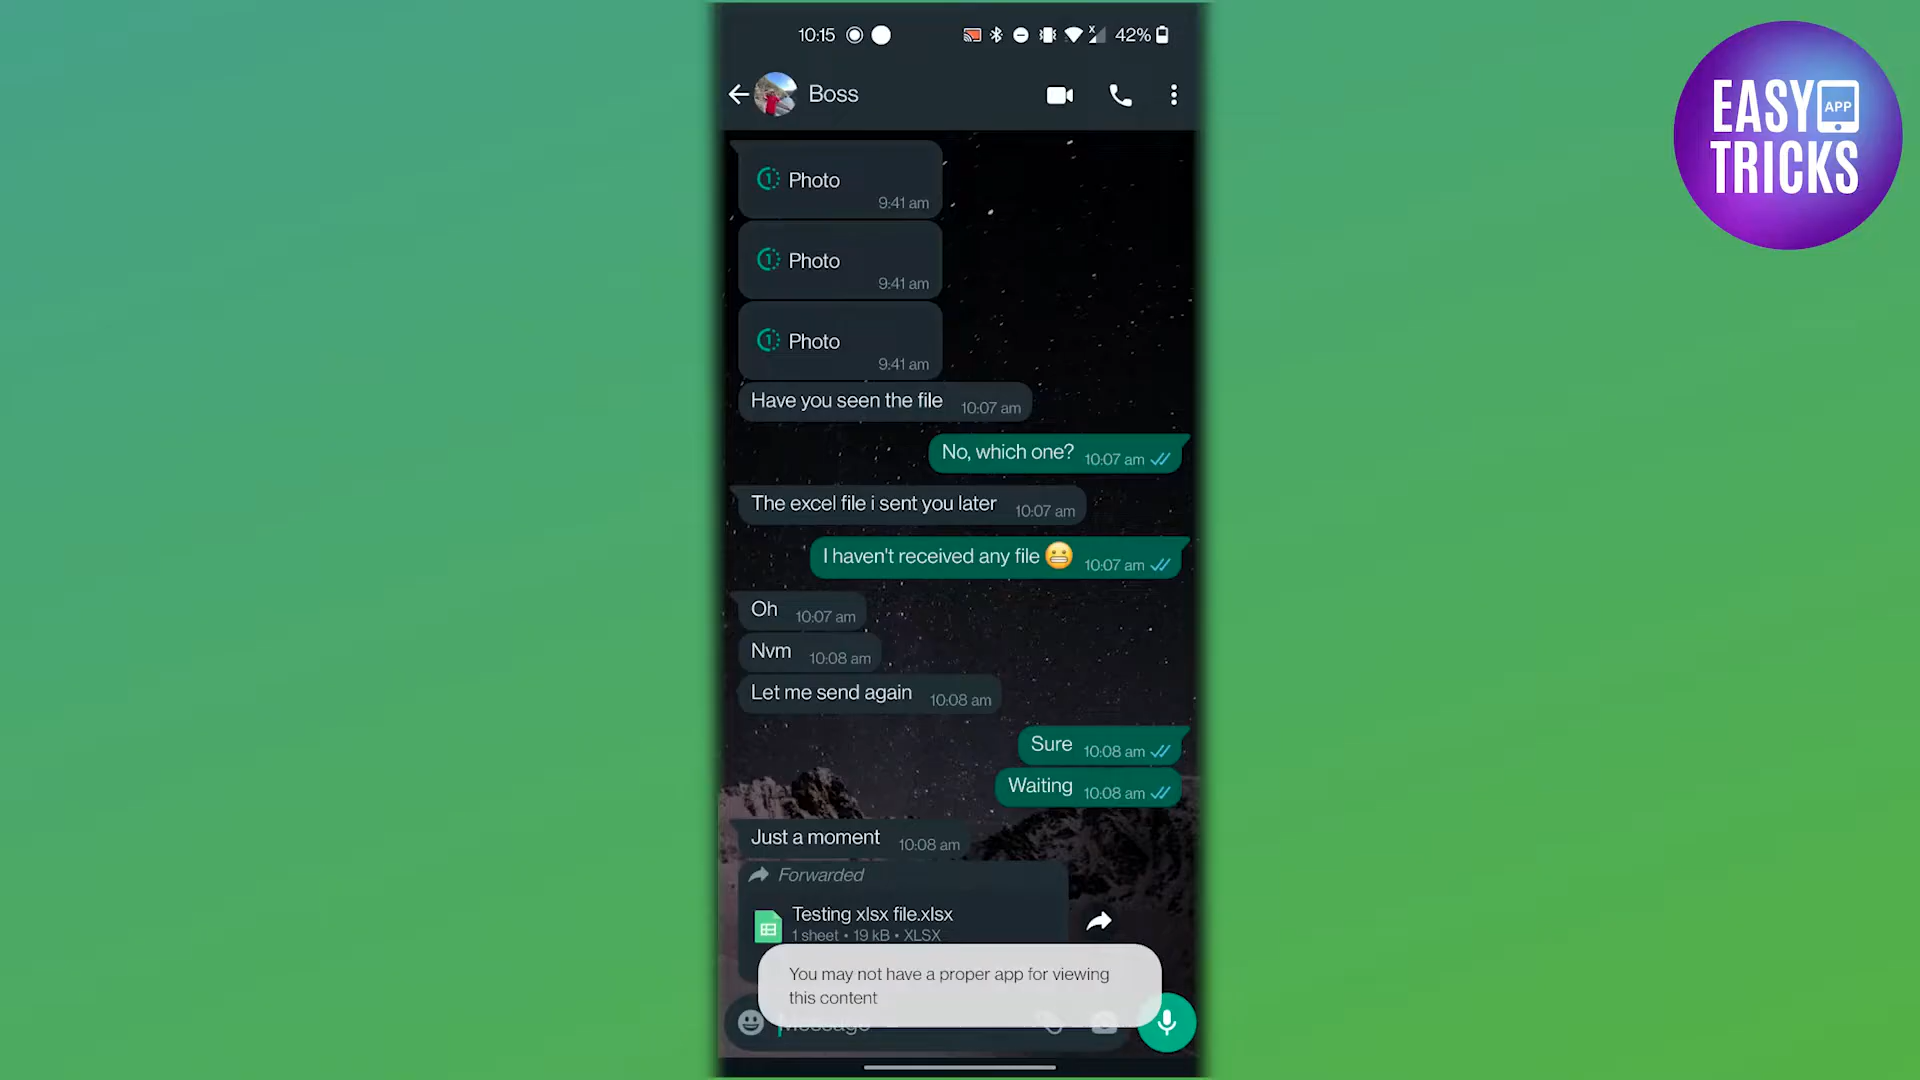 10:15 42%
Boss
EASY APP
TRICKS
1 Photo
9:41 am
1 Photo
9:41 am
1 Photo
9:41 am
Have you seen the file 10:07 am
No, which one? 10:07 am
The excel file i sent you later 10:07 am
I haven't received any file 😬 10:07 am
Oh 10:07 am
Nvm 10:08 am
Let me send again 10:08 am
Sure 10:08 am
Waiting 10:08 am
Just a moment 10:08 am
Forwarded
Testing xlsx file.xlsx
1 sheet • 19 kB • XLSX
You may not have a proper app for viewing
this content
Message